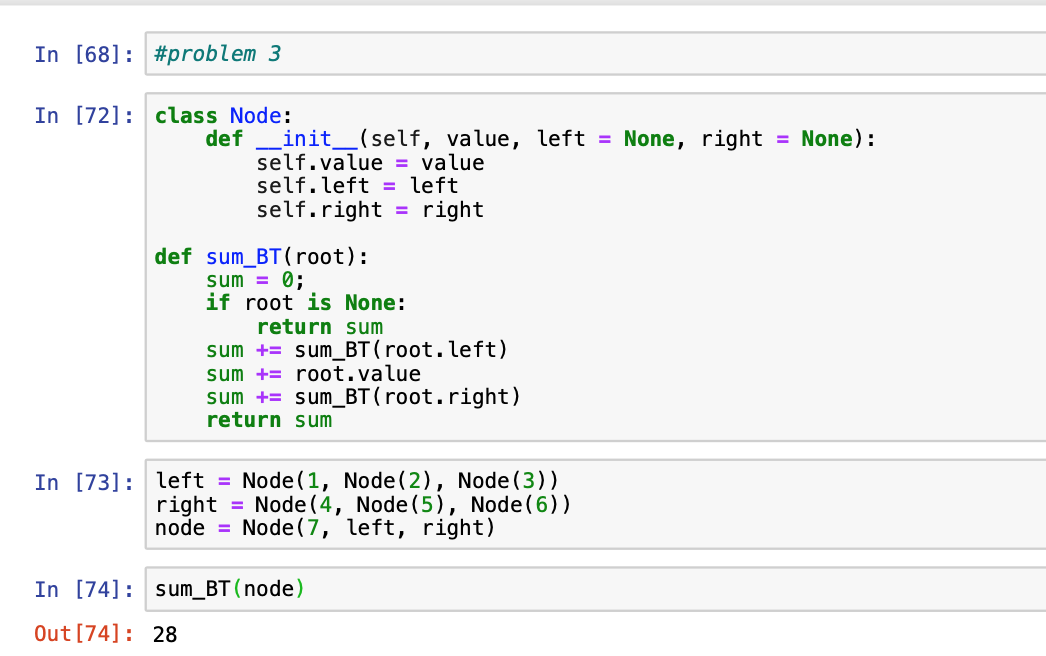 In [68]: #problem 3
In [72]: class Node:
    def __init__(self, value, left = None, right = None):
        self.value = value
        self.left = left
        self.right = right
def sum_BT(root):
    sum = 0;
    if root is None:
        return sum
    sum += sum_BT(root.left)
    sum += root.value
    sum += sum_BT(root.right)
    return sum
In [73]: left = Node(1, Node(2), Node(3))
right = Node(4, Node(5), Node(6))
node = Node(7, left, right)
In [74]: sum_BT(node)
Out[74]: 28